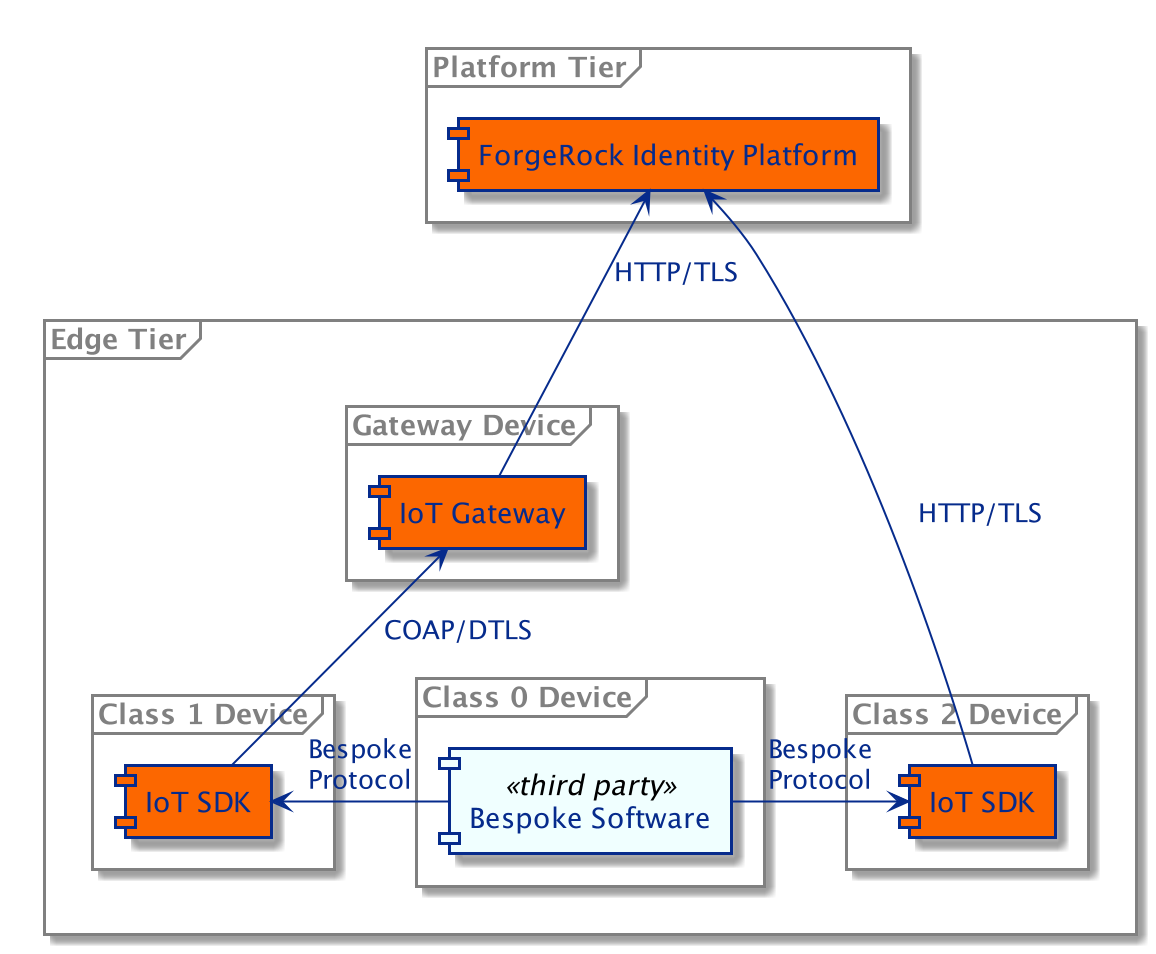 Platform Tier
ForgeRock Identity Platform
HTTP/TLS
Edge Tier
Gateway Device
IoT Gateway
HTTP/TLS
COAP/DTLS
Class 1 Device
Class 0 Device
Class 2 Device
Bespoke
Protocol
Bespoke
Protocol
IoT SDK
«third party»
Bespoke Software
IoT SDK